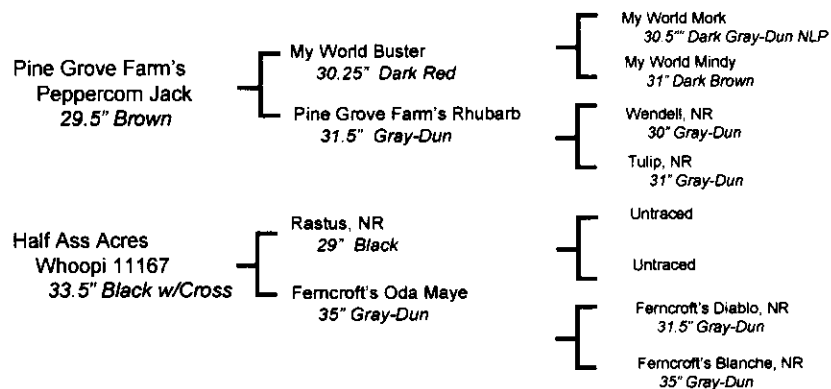 Pine Grove Farm's
Peppercorn Jack
29.5" Brown
My World Buster
30.25" Dark Red
Pine Grove Farm's Rhubarb
31.5" Gray-Dun
My World Mork
30.5"" Dark Gray-Dun NLP
My World Mindy
31" Dark Brown
Wendell, NR
30" Gray-Dun
Tulip, NR
31" Gray-Dun
Half Ass Acres
Whoopi 11167
33.5" Black w/Cross
Rastus, NR
29" Black
Ferncroft's Oda Maye
35" Gray-Dun
Untraced
Untraced
Ferncroft's Diablo, NR
31.5" Gray-Dun
Ferncroft's Blanche, NR
35" Gray-Dun